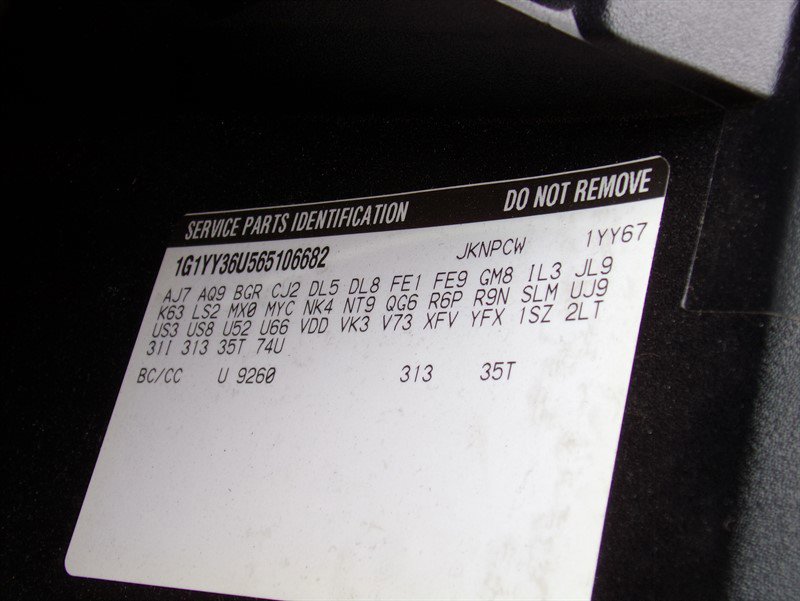 SERVICE PARTS IDENTIFICATION DO NOT REMOVE
1G1YY36U565106682 JKNPCW 1YY67
AJ7 AQ9 BGR CJ2 DL5 DL8 FE1 FE9 GM8 IL3 JL9
K63 LS2 MX0 MYC NK4 NT9 QG6 R6P R9N SLM UJ9
US3 US8 U52 U66 VDD VK3 V73 XFV YFX 1SZ 2LT
31I 313 35T 74U
BC/CC U 9260 313 35T